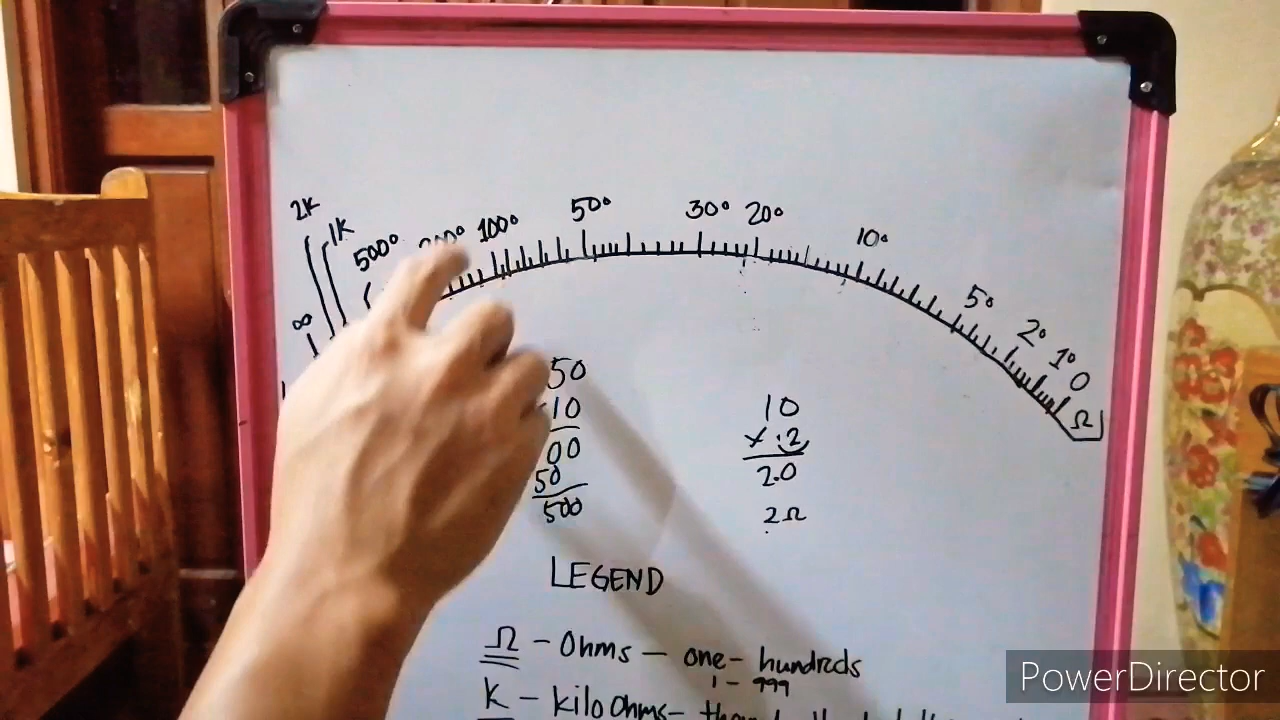 2K
1K
500°
200°
100°
50°
30°
20°
10°
5°
2°
1°
0
∞
Ω
50
10
00
50
500
10
× .2
2.0
2Ω
LEGEND
Ω - Ohms - one - hundreds
1 - 999
K - kilo Ohms -
PowerDirector